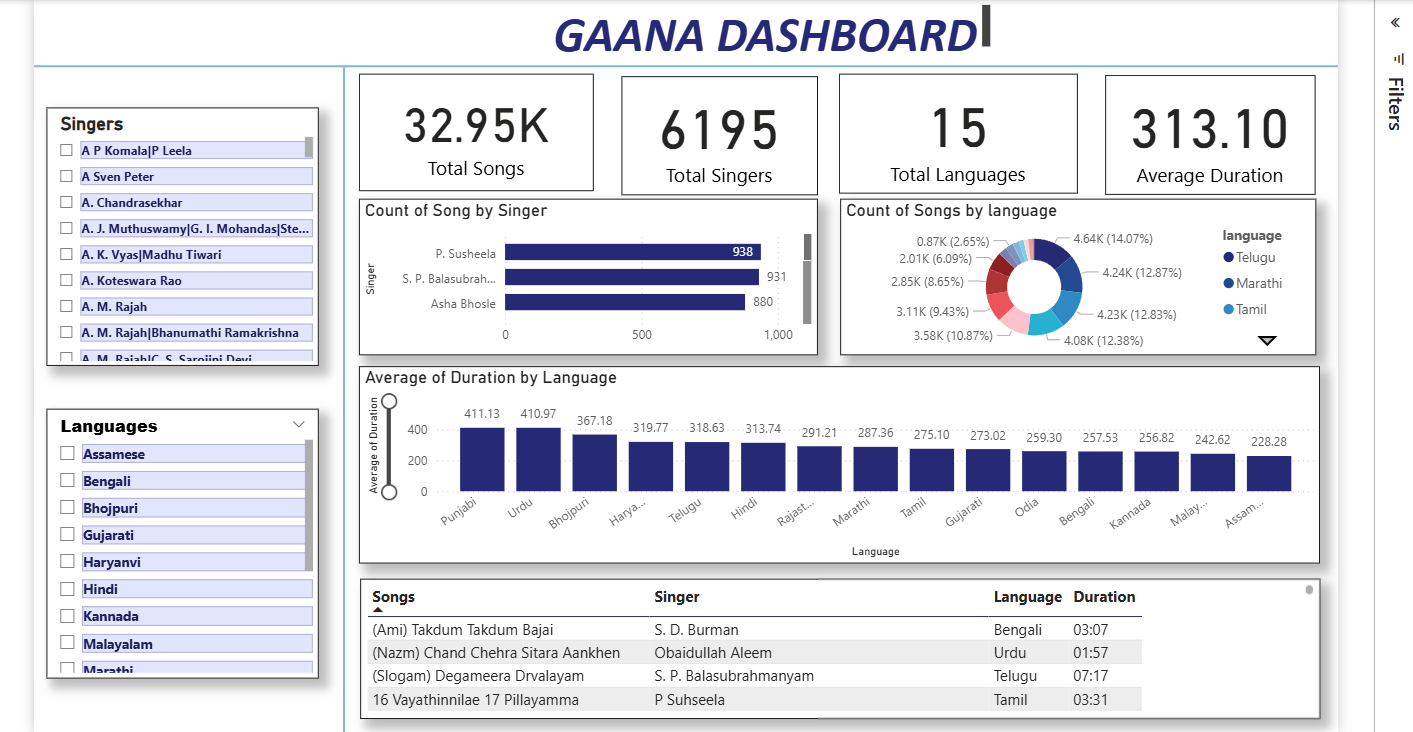 GAANA DASHBOARD
«
Filters
32.95K
Total Songs
6195
Total Singers
15
Total Languages
313.10
Average Duration
Singers
A P Komala|P Leela
A Sven Peter
A. Chandrasekhar
A. J. Muthuswamy|G. I. Mohandas|Ste...
A. K. Vyas|Madhu Tiwari
A. Koteswara Rao
A. M. Rajah
A. M. Rajah|Bhanumathi Ramakrishna
A. M. Rajah|C. S. Sarojini Devi
Languages
Assamese
Bengali
Bhojpuri
Gujarati
Haryanvi
Hindi
Kannada
Malayalam
Marathi
Count of Song by Singer
Singer
P. Susheela 938
S. P. Balasubrah... 931
Asha Bhosle 880
0 500 1,000
Count of Songs by language
0.87K (2.65%)
2.01K (6.09%)
2.85K (8.65%)
3.11K (9.43%)
3.58K (10.87%)
4.64K (14.07%)
4.24K (12.87%)
4.23K (12.83%)
4.08K (12.38%)
language
Telugu
Marathi
Tamil
Average of Duration by Language
Average of Duration
400
200
0
411.13 410.97 367.18 319.77 318.63 313.74 291.21 287.36 275.10 273.02 259.30 257.53 256.82 242.62 228.28
Punjabi Urdu Bhojpuri Harya... Telugu Hindi Rajast... Marathi Tamil Gujarati Odia Bengali Kannada Malay... Assam...
Language
Songs Singer Language Duration
(Ami) Takdum Takdum Bajai S. D. Burman Bengali 03:07
(Nazm) Chand Chehra Sitara Aankhen Obaidullah Aleem Urdu 01:57
(Slogam) Degameera Drvalayam S. P. Balasubrahmanyam Telugu 07:17
16 Vayathinnilae 17 Pillayamma P Suhseela Tamil 03:31